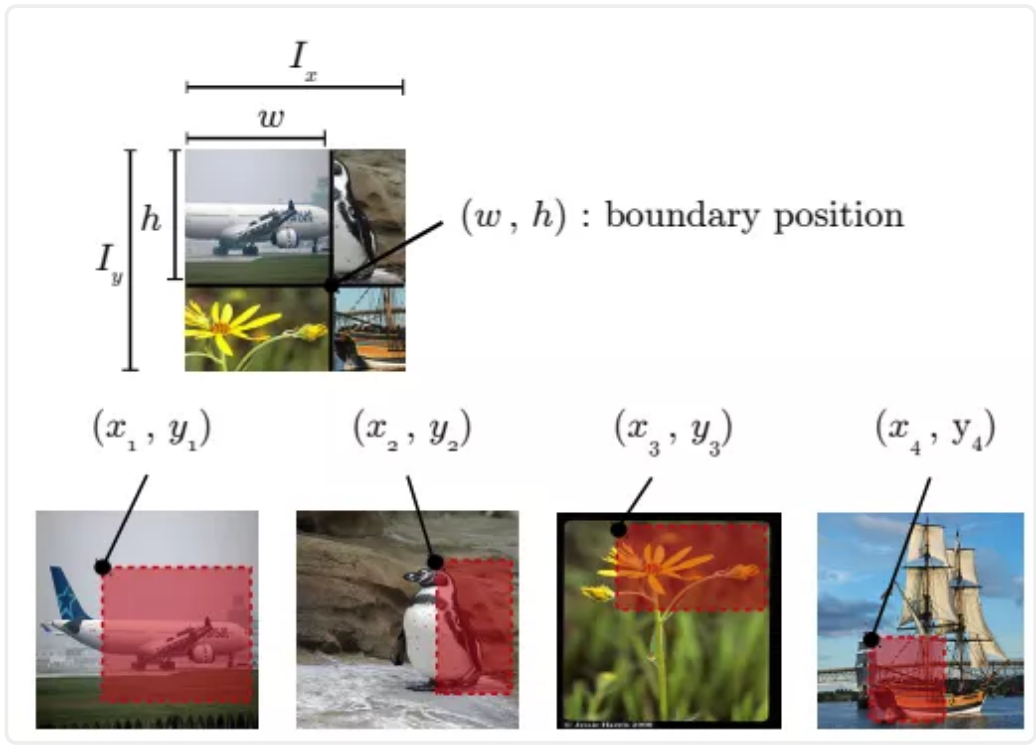 I_x
w
h
I_y
(w , h) : boundary position
(x_1 , y_1)
(x_2 , y_2)
(x_3 , y_3)
(x_4 , y_4)